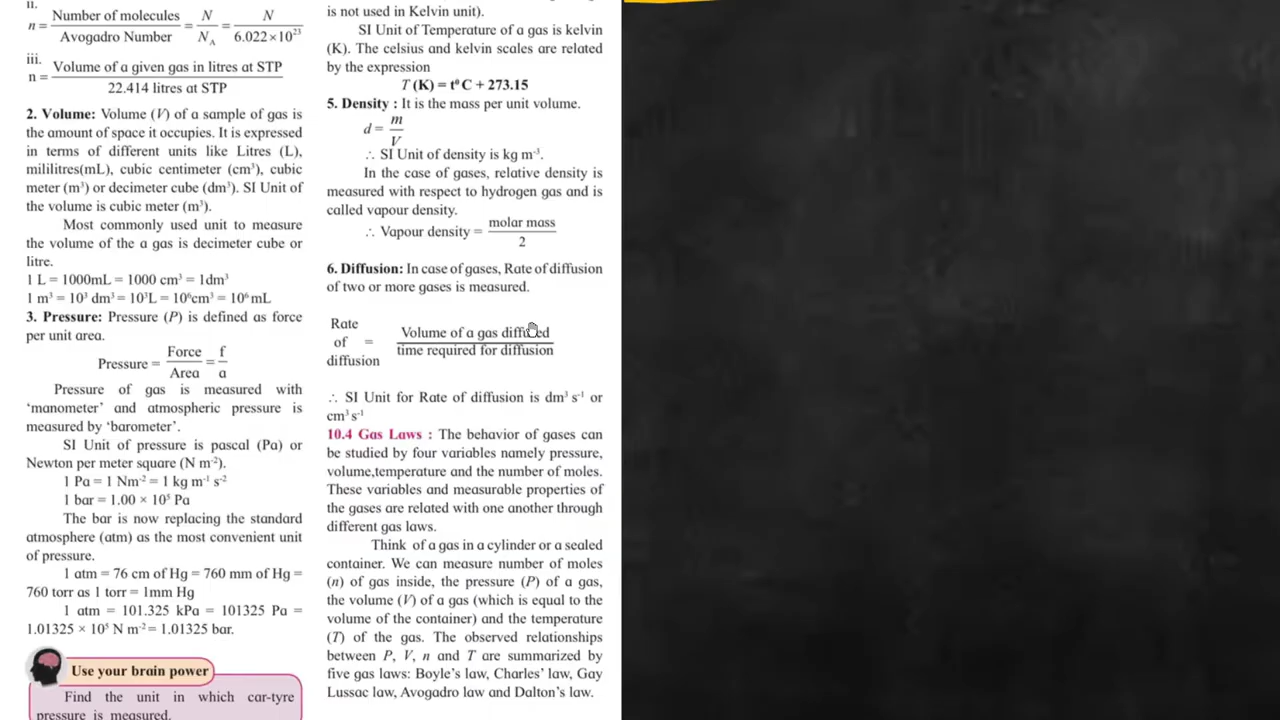 ii.
n = Number of molecules / Avogadro Number = N / N_A = N / 6.022×10²³
iii.
n = Volume of a given gas in litres at STP / 22.414 litres at STP
2. Volume: Volume (V) of a sample of gas is
the amount of space it occupies. It is expressed
in terms of different units like Litres (L),
mililitres(mL), cubic centimeter (cm³), cubic
meter (m³) or decimeter cube (dm³). SI Unit of
the volume is cubic meter (m³).
Most commonly used unit to measure
the volume of the a gas is decimeter cube or
litre.
1 L = 1000mL = 1000 cm³ = 1dm³
1 m³ = 10³ dm³ = 10³L = 10⁶cm³ = 10⁶ mL
3. Pressure: Pressure (P) is defined as force
per unit area.
Pressure = Force / Area = f / a
Pressure of gas is measured with
‘manometer’ and atmospheric pressure is
measured by ‘barometer’.
SI Unit of pressure is pascal (Pa) or
Newton per meter square (N m⁻²).
1 Pa = 1 Nm⁻² = 1 kg m⁻¹ s⁻²
1 bar = 1.00 × 10⁵ Pa
The bar is now replacing the standard
atmosphere (atm) as the most convenient unit
of pressure.
1 atm = 76 cm of Hg = 760 mm of Hg =
760 torr as 1 torr = 1mm Hg
1 atm = 101.325 kPa = 101325 Pa =
1.01325 × 10⁵ N m⁻² = 1.01325 bar.
Use your brain power
Find the unit in which car-tyre
pressure is measured.
is not used in Kelvin unit).
SI Unit of Temperature of a gas is kelvin
(K). The celsius and kelvin scales are related
by the expression
T (K) = t⁰ C + 273.15
5. Density : It is the mass per unit volume.
d = m / V
∴ SI Unit of density is kg m⁻³.
In the case of gases, relative density is
measured with respect to hydrogen gas and is
called vapour density.
∴ Vapour density = molar mass / 2
6. Diffusion: In case of gases, Rate of diffusion
of two or more gases is measured.
Rate of diffusion = Volume of a gas diffused / time required for diffusion
∴ SI Unit for Rate of diffusion is dm³ s⁻¹ or
cm³ s⁻¹
10.4 Gas Laws : The behavior of gases can
be studied by four variables namely pressure,
volume,temperature and the number of moles.
These variables and measurable properties of
the gases are related with one another through
different gas laws.
Think of a gas in a cylinder or a sealed
container. We can measure number of moles
(n) of gas inside, the pressure (P) of a gas,
the volume (V) of a gas (which is equal to the
volume of the container) and the temperature
(T) of the gas. The observed relationships
between P, V, n and T are summarized by
five gas laws: Boyle’s law, Charles’ law, Gay
Lussac law, Avogadro law and Dalton’s law.